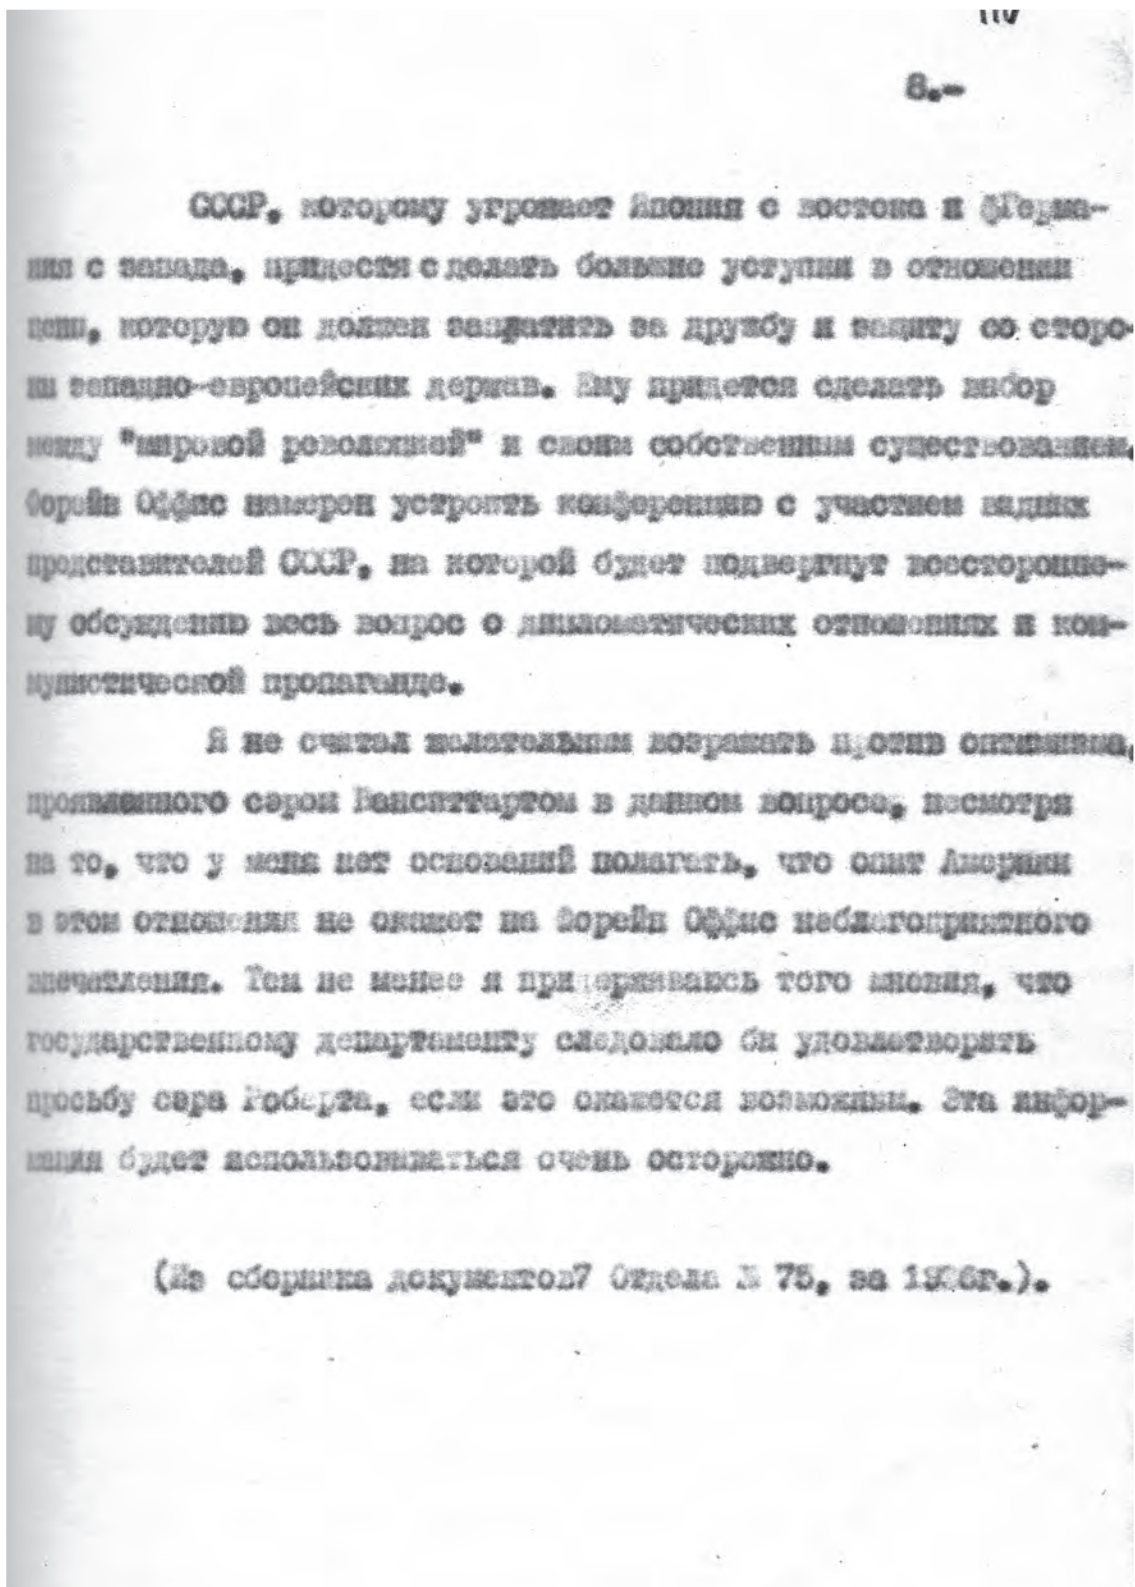 8.-
СССР, которому угрожает Япония с востока и фГерма-
ния с запада, придестя сделать большие уступки в отношении
цены, которую он должен заплатить за дружбу и защиту со сторо-
ны западно-европейских держав. Ему придется сделать выбор
между "мировой революцией" и своим собственным существованием.
Форейн Оффис намерен устроить конференцию с участием видных
представителей СССР, на которой будет подвергнут всесторонне-
му обсуждению весь вопрос о дипломатических отношениях и ком-
мунистической пропаганде.
Я не считал желательным возражать против оптимизма,
проявленного сэром Ванситтартом в данном вопросе, несмотря
на то, что у меня нет оснований полагать, что опыт Америки
в этом отношении не окажет на Форейн Оффис неблагоприятного
впечатления. Тем не менее я придерживаюсь того мнения, что
государственному департаменту следовало бы удовлетворить
просьбу сэра Роберта, если это окажется возможным. Эта инфор-
мация будет использовываться очень осторожно.
(Из сборника документов7 Отдела № 75, за г.).